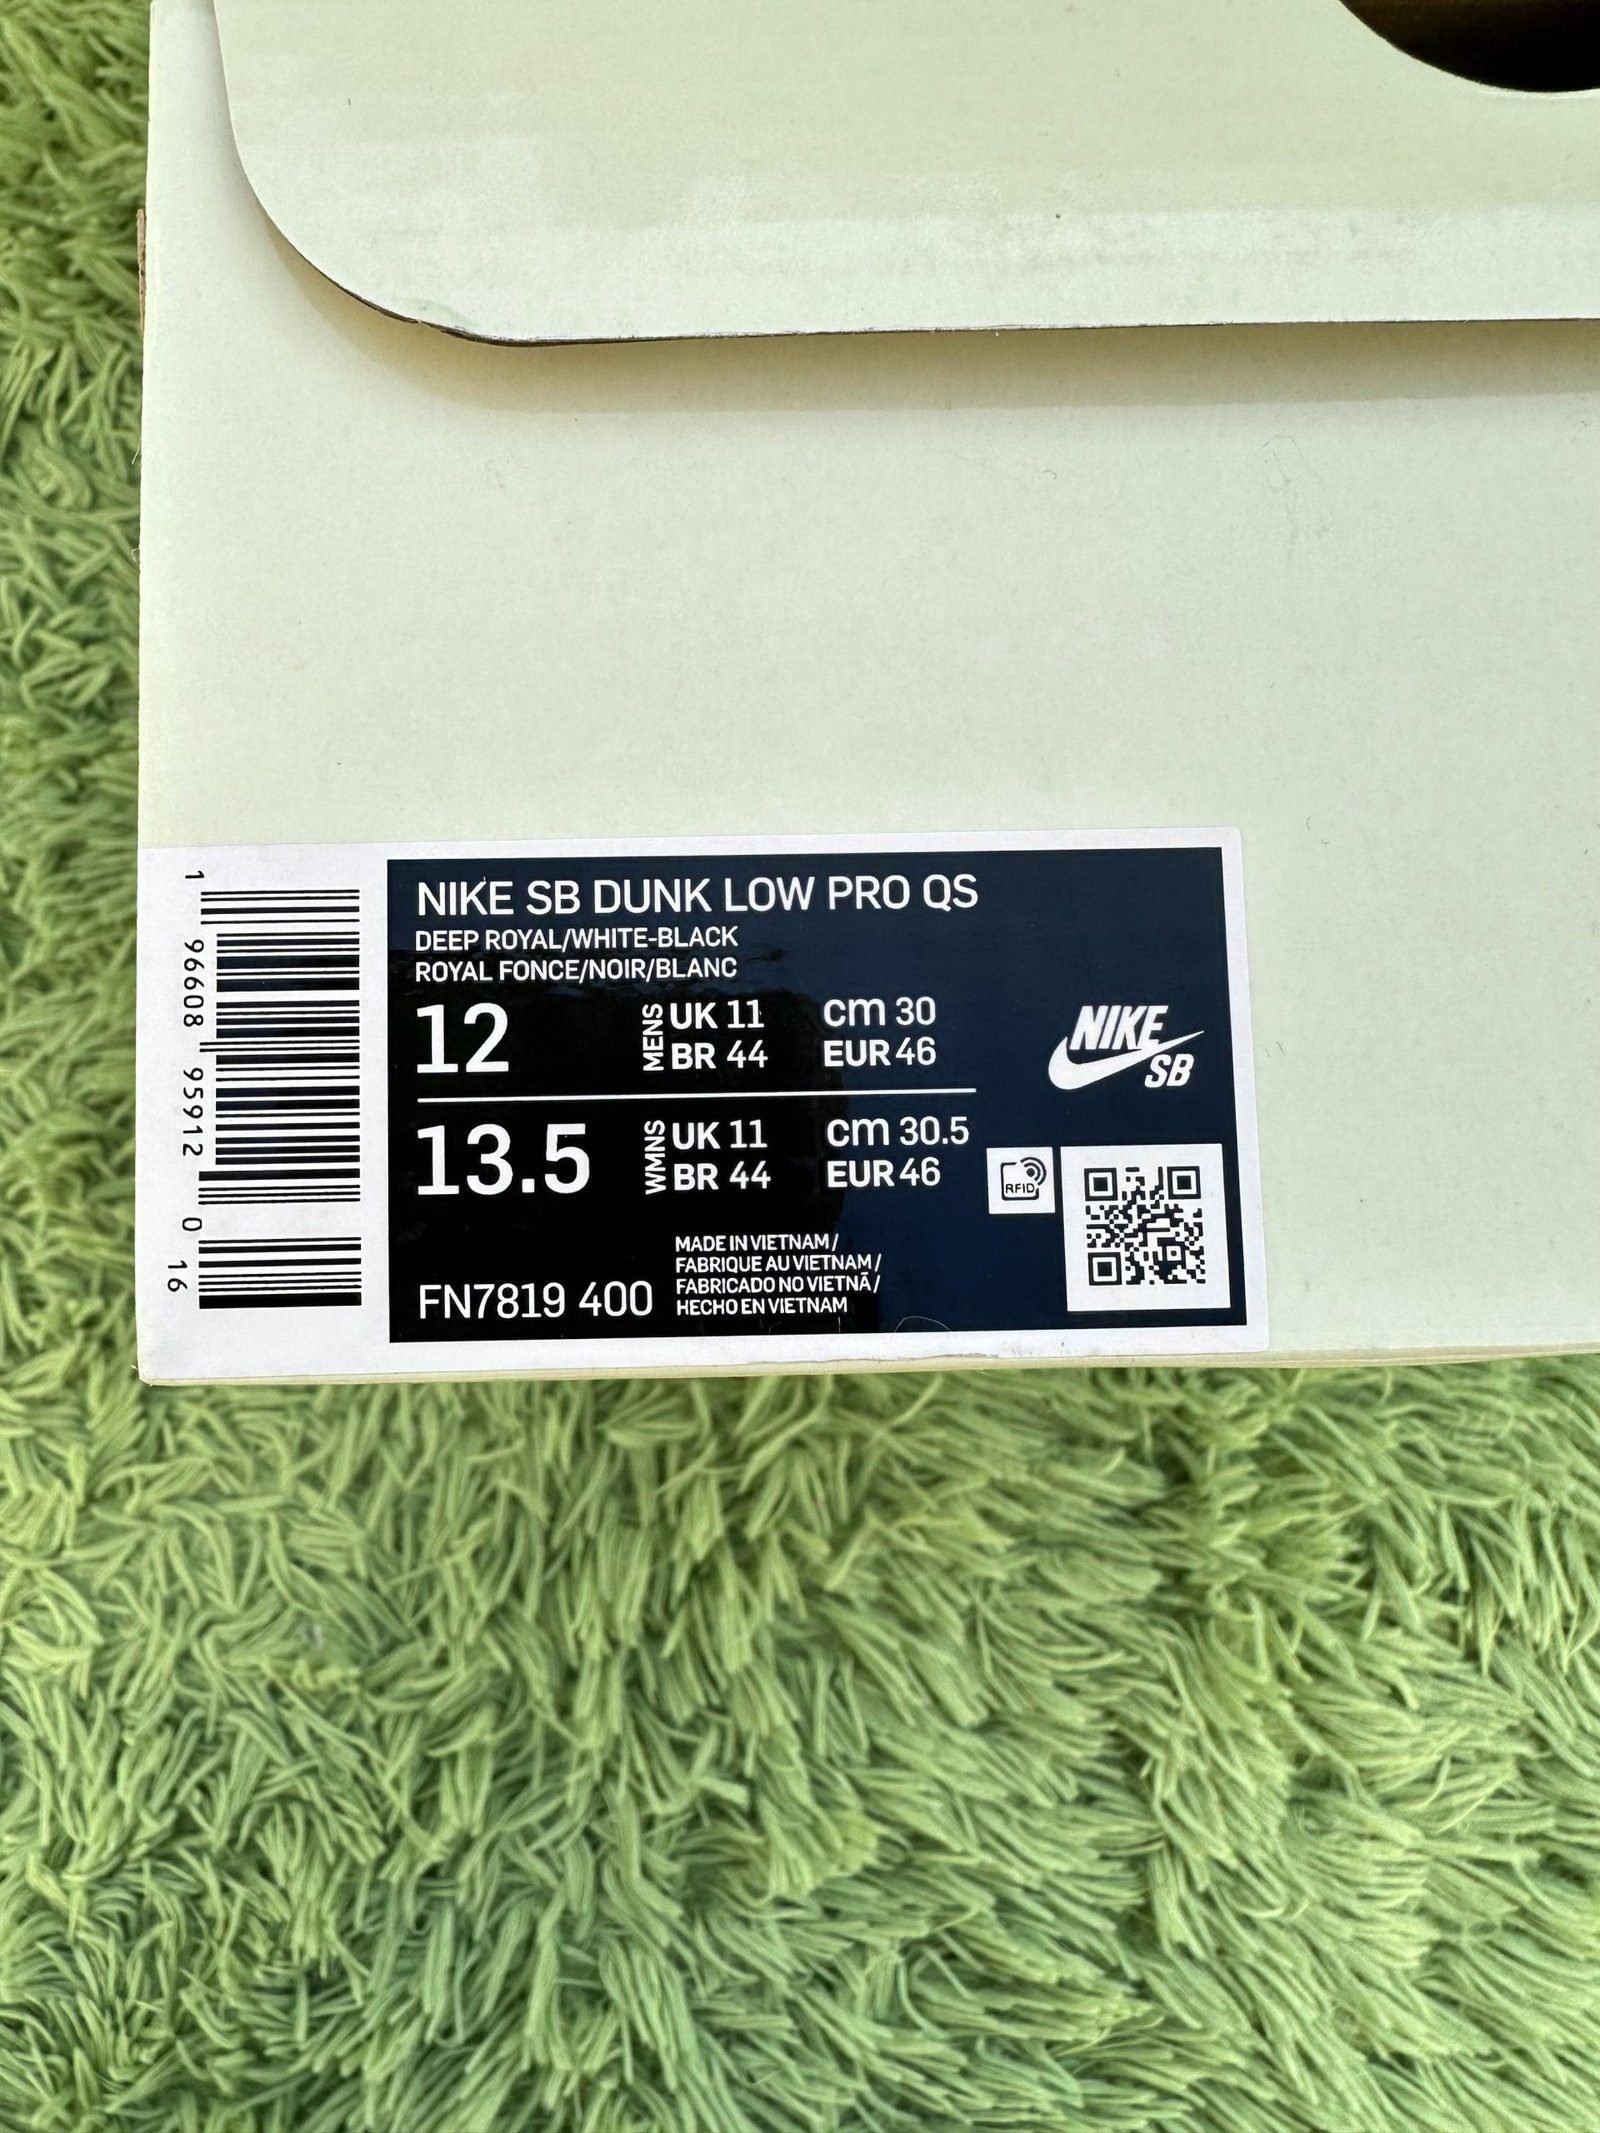 NIKE SB DUNK LOW PRO QS
DEEP ROYAL/WHITE-BLACK
ROYAL FONCE/NOIR/BLANC
12 MENS UK 11 cm 30
BR 44 EUR 46
13.5 WMNS UK 11 cm 30.5
BR 44 EUR 46
NIKE
SB
RFID
MADE IN VIETNAM /
FABRIQUE AU VIETNAM /
FABRICADO NO VIETNÃ /
HECHO EN VIETNAM
FN7819 400
1 96608 95912 0 16